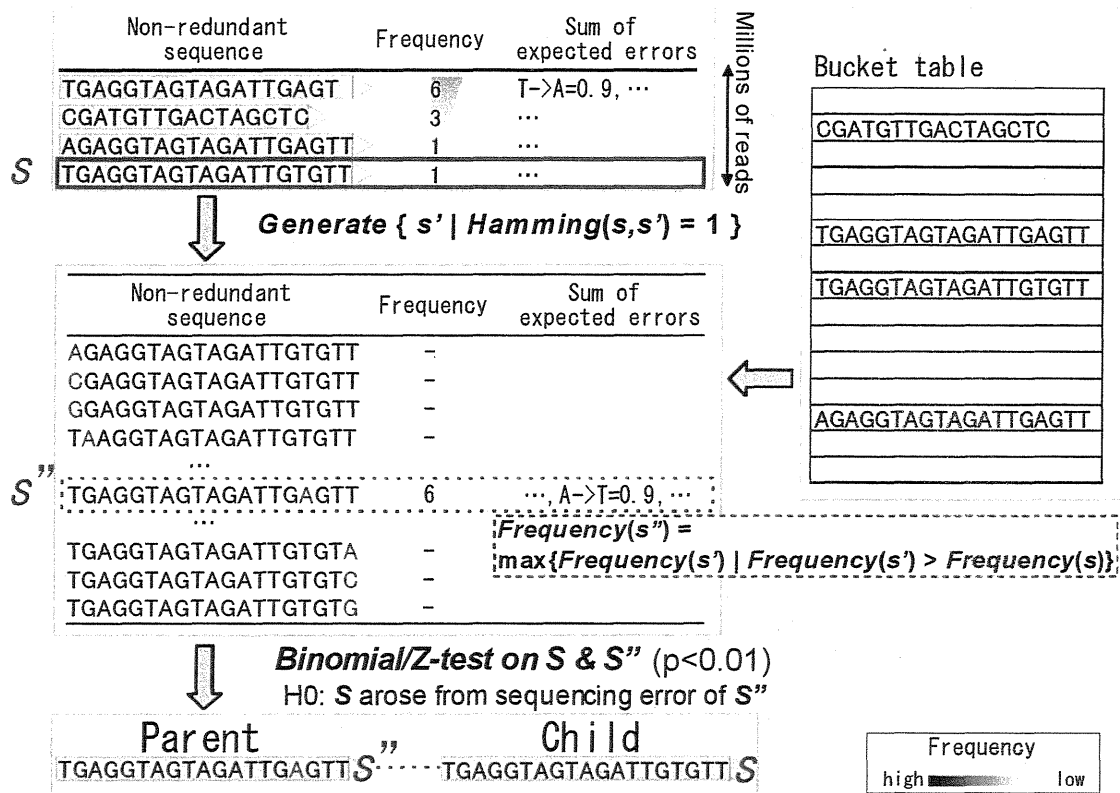 Non-redundant sequence	Frequency	Sum of expected errors
TGAGGTAGTAGATTGAGT	6	T->A=0.9, …
CGATGTTGACTAGCTC	3	…
AGAGGTAGTAGATTGAGTT	1	…
S	TGAGGTAGTAGATTGTGTT	1	…
Millions of reads
Generate { s' | Hamming(s,s') = 1 }
Bucket table
CGATGTTGACTAGCTC
TGAGGTAGTAGATTGAGTT
TGAGGTAGTAGATTGTGTT
AGAGGTAGTAGATTGAGTT
Non-redundant sequence	Frequency	Sum of expected errors
AGAGGTAGTAGATTGTGTT	-
CGAGGTAGTAGATTGTGTT	-
GGAGGTAGTAGATTGTGTT	-
TAAGGTAGTAGATTGTGTT	-
…
S”	TGAGGTAGTAGATTGAGTT	6	…, A->T=0.9, …
…
TGAGGTAGTAGATTGTGTA	-
TGAGGTAGTAGATTGTGTC	-
TGAGGTAGTAGATTGTGTG	-
Frequency(s") =
max{Frequency(s') | Frequency(s') > Frequency(s)}
Binomial/Z-test on S & S” (p<0.01)
H0: S arose from sequencing error of S”
Parent	Child
TGAGGTAGTAGATTGAGTT S” ······ TGAGGTAGTAGATTGTGTT S
Frequency
high	low